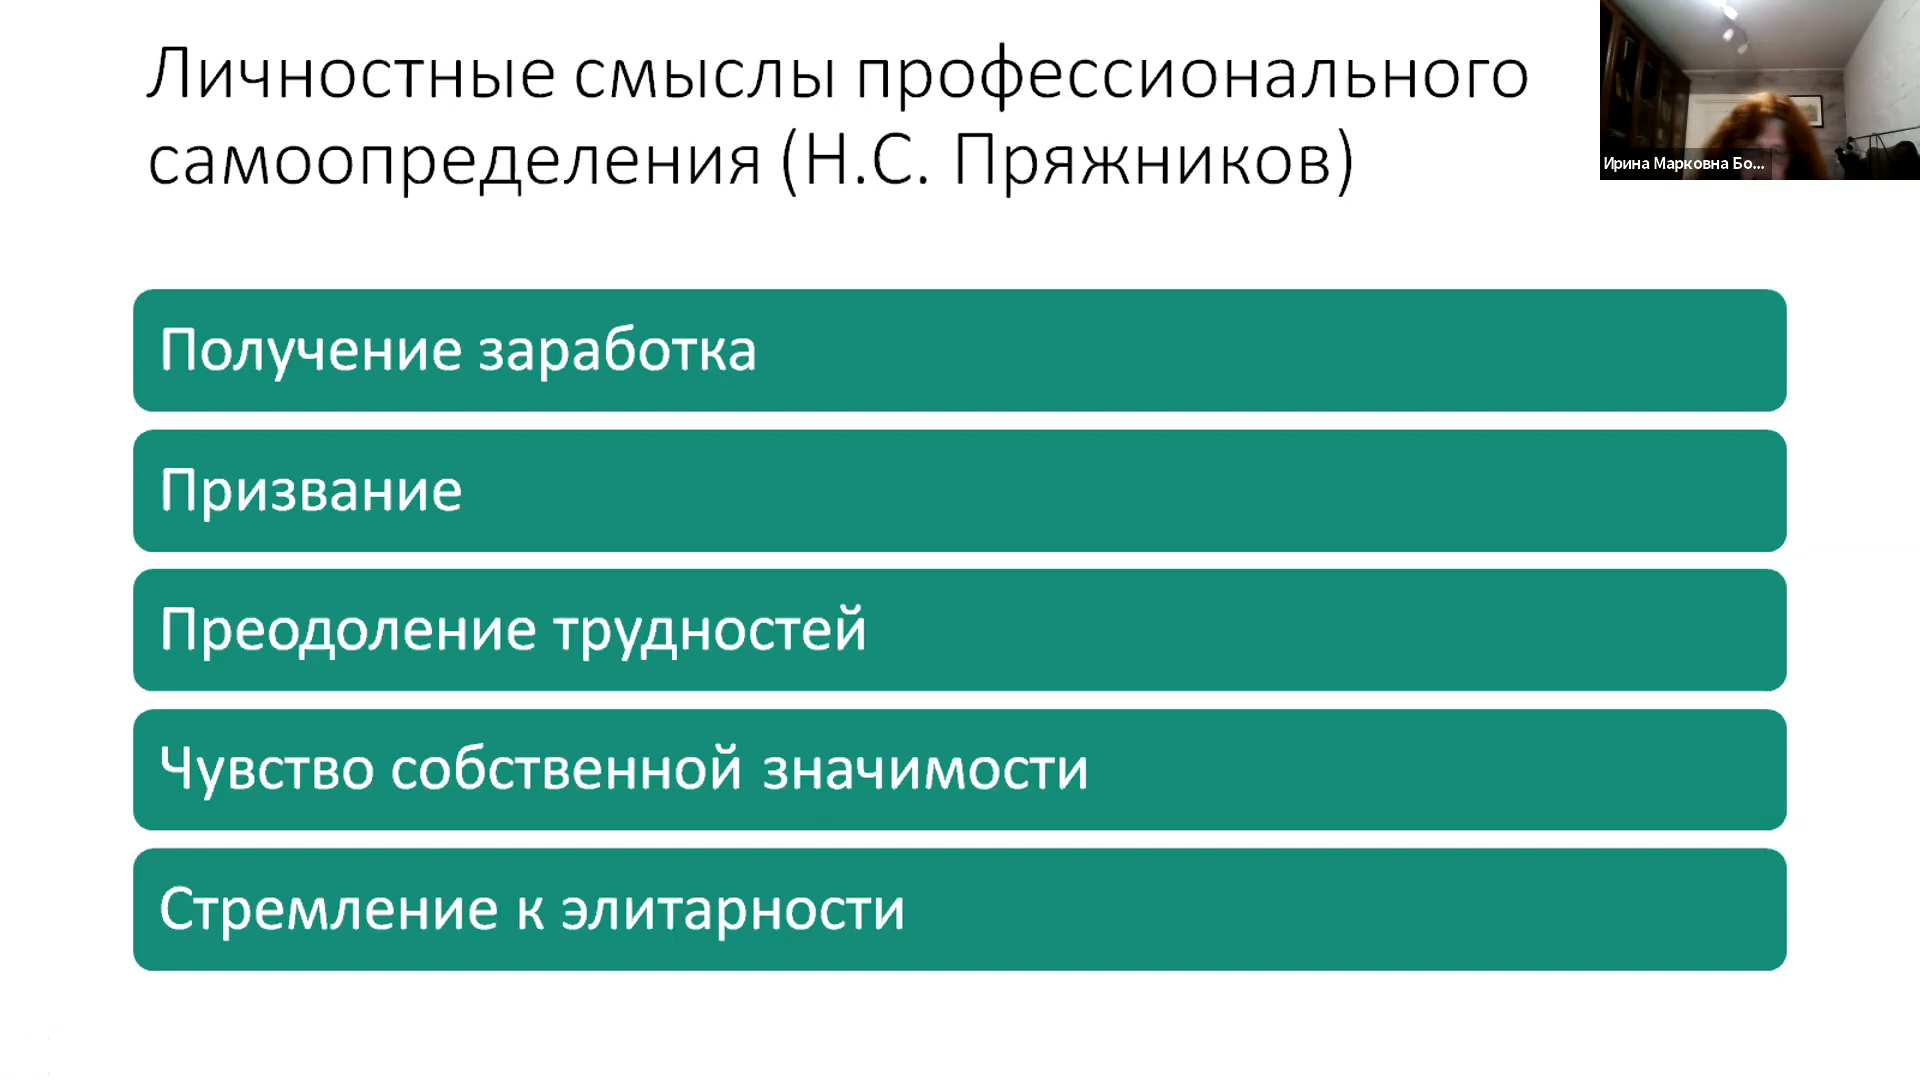 Личностные смыслы профессионального
самоопределения (Н.С. Пряжников)
Ирина Марковна Бо...
Получение заработка
Призвание
Преодоление трудностей
Чувство собственной значимости
Стремление к элитарности